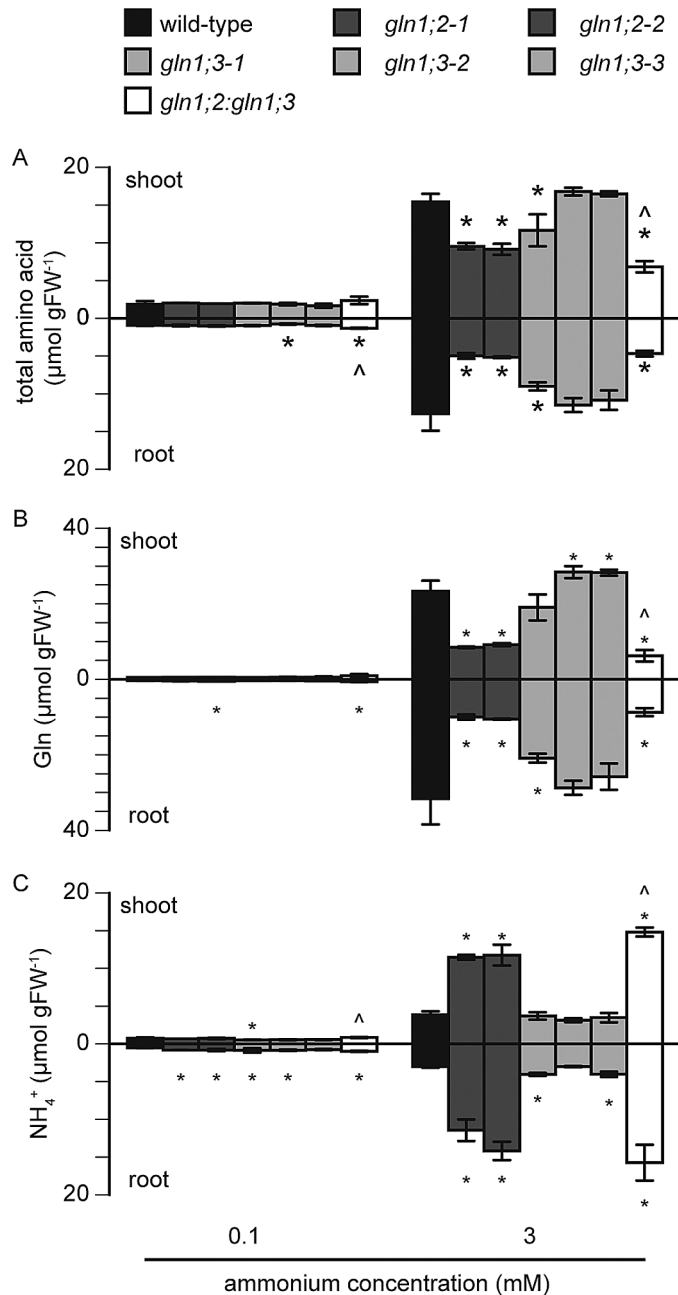 wild-type gln1;2-1 gln1;2-2
gln1;3-1 gln1;3-2 gln1;3-3
gln1;2:gln1;3
A
20
shoot
total amino acid
(µmol gFW⁻¹)
0
* * * ^ *
* * ^ * * * *
root
20
B
40
shoot
Gln (µmol gFW⁻¹)
0
* * * * ^ *
* * * * * *
root
40
C
20
shoot
NH₄⁺ (µmol gFW⁻¹)
0
* ^ * * ^ *
* * * * * * * * * *
root
20
0.1 3
ammonium concentration (mM)